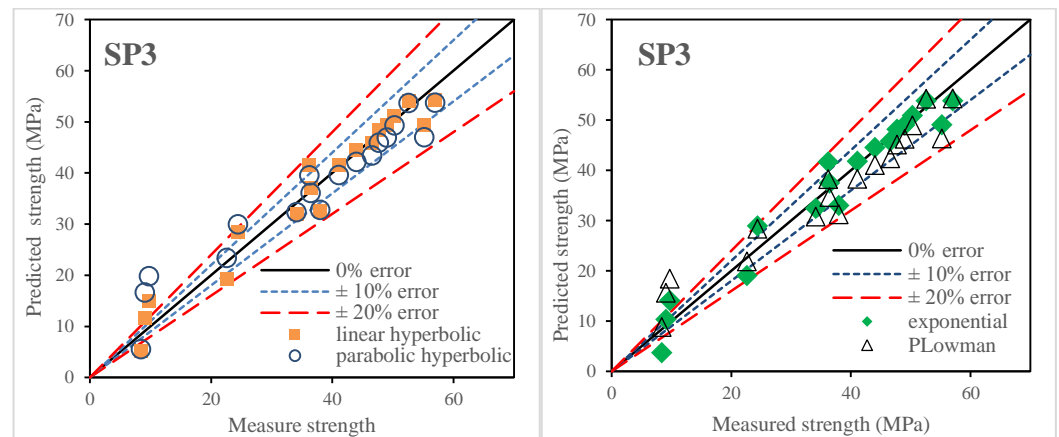 70
60
50
40
30
20
10
0
0
20
40
60
Predicted strength (MPa)
Measure strength
SP3
0% error
± 10% error
± 20% error
linear hyperbolic
parabolic hyperbolic
70
60
50
40
30
20
10
0
0
20
40
60
Predicted strength (MPa)
Measured strength (MPa)
SP3
0% error
± 10% error
± 20% error
exponential
PLowman